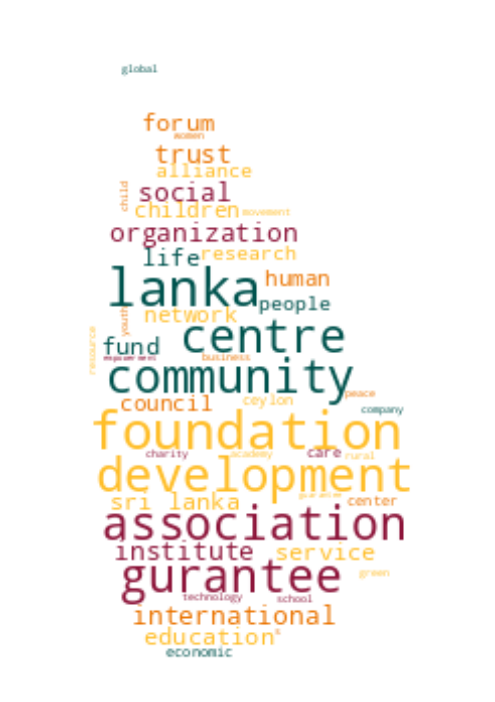 global
forum
women
trust
alliance
child social
children movement
organization
life research
lanka human
people
youth network
resource fund centre
empowerment business
community
peace
council ceylon company
foundation
charity academy care rural
development
sri lanka gurantee center
association
institute service
gurantee green
technology school
international
education
economic